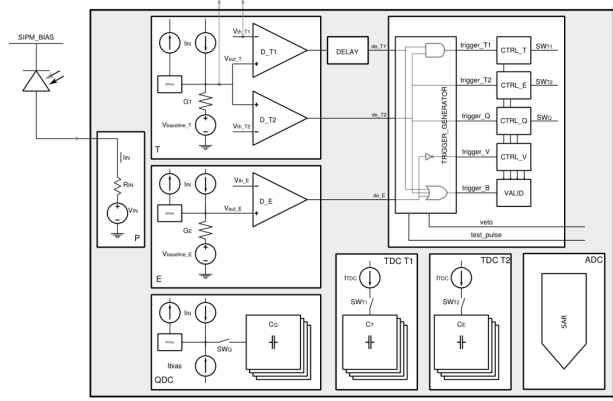 SIPM_BIAS
IIN
RIN
VIN
P
IIN
Vth_T1
Vout_T
GT
Vbaseline_T
Vth_T2
D_T1
D_T2
T
DELAY
do_T1'
do_T2
TRIGGER_GENERATOR
trigger_T1
trigger_T2
trigger_Q
trigger_V
trigger_B
CTRL_T
CTRL_E
CTRL_Q
CTRL_V
VALID
SWT1
SWT2
SWQ
veto
test_pulse
IIN
Vth_E
Vout_E
GE
Vbaseline_E
D_E
E
do_E
IIN
SWQ
Ibias
CQ
QDC
TDC T1
ITDC
SWT1
CT
TDC T2
ITDC
SWT2
CE
ADC
SAR